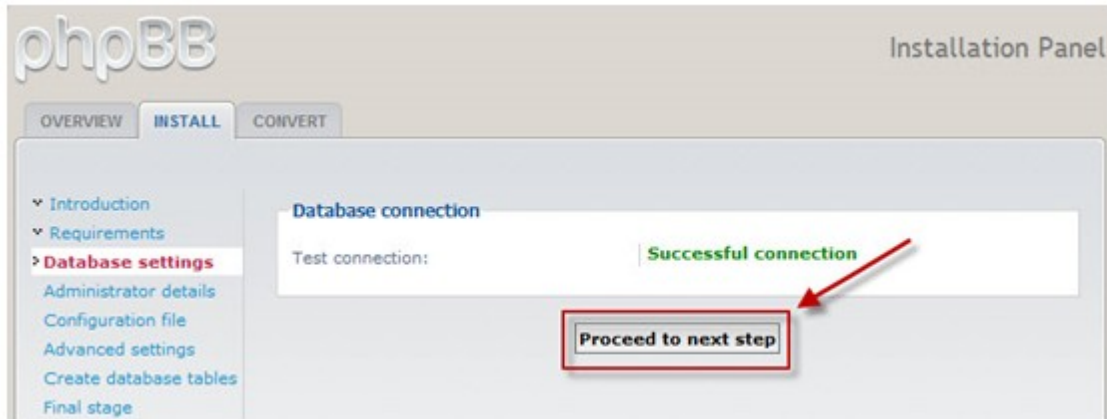 phpBB
Installation Panel
OVERVIEW INSTALL CONVERT
Introduction
Requirements
Database settings
Administrator details
Configuration file
Advanced settings
Create database tables
Final stage
Database connection
Test connection: Successful connection
Proceed to next step